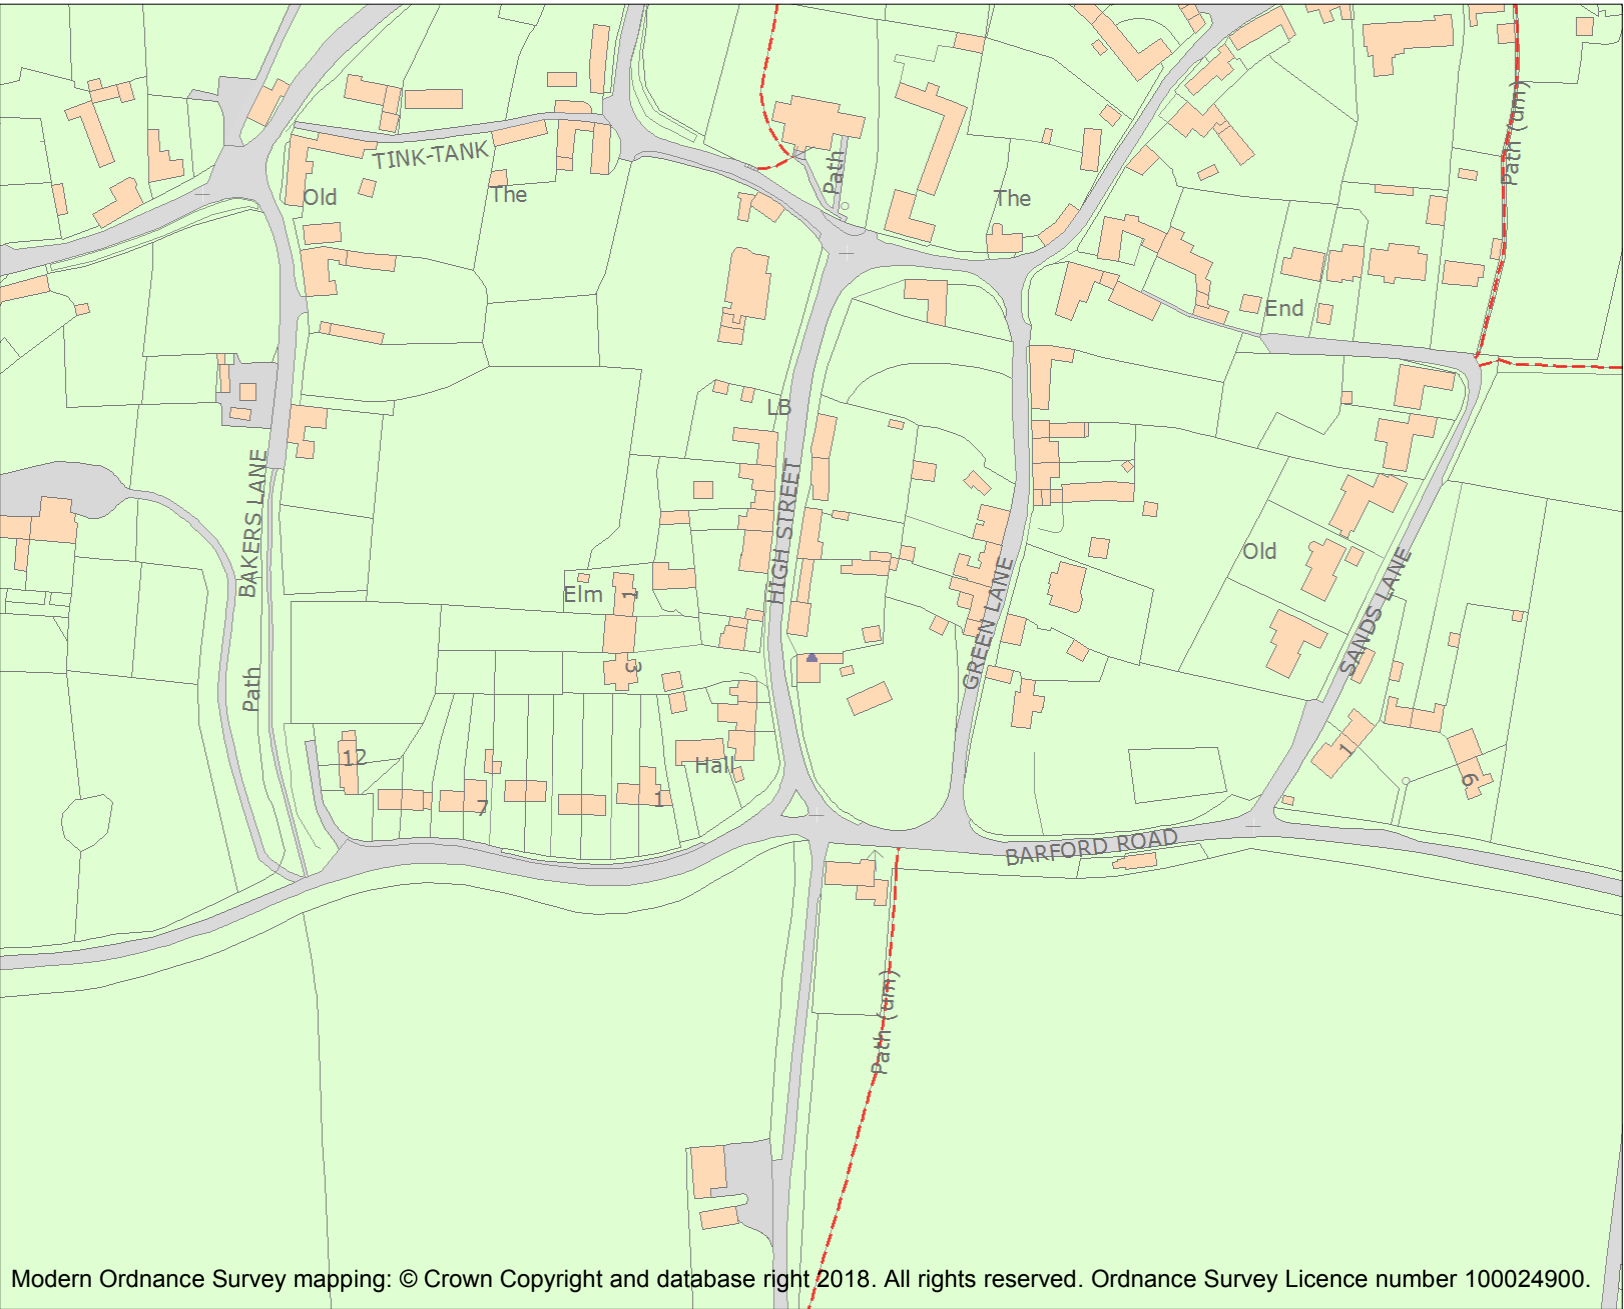 Path (um)
TINK-TANK
Path
Old
The
The
End
LB
BAKERS LANE
HIGH STREET
Old
Elm
1
GREEN LANE
SANDS LANE
3
Path
12
Hall
1
7
1
6
BARFORD ROAD
Path (um)
Modern Ordnance Survey mapping: © Crown Copyright and database right 2018. All rights reserved. Ordnance Survey Licence number 100024900.